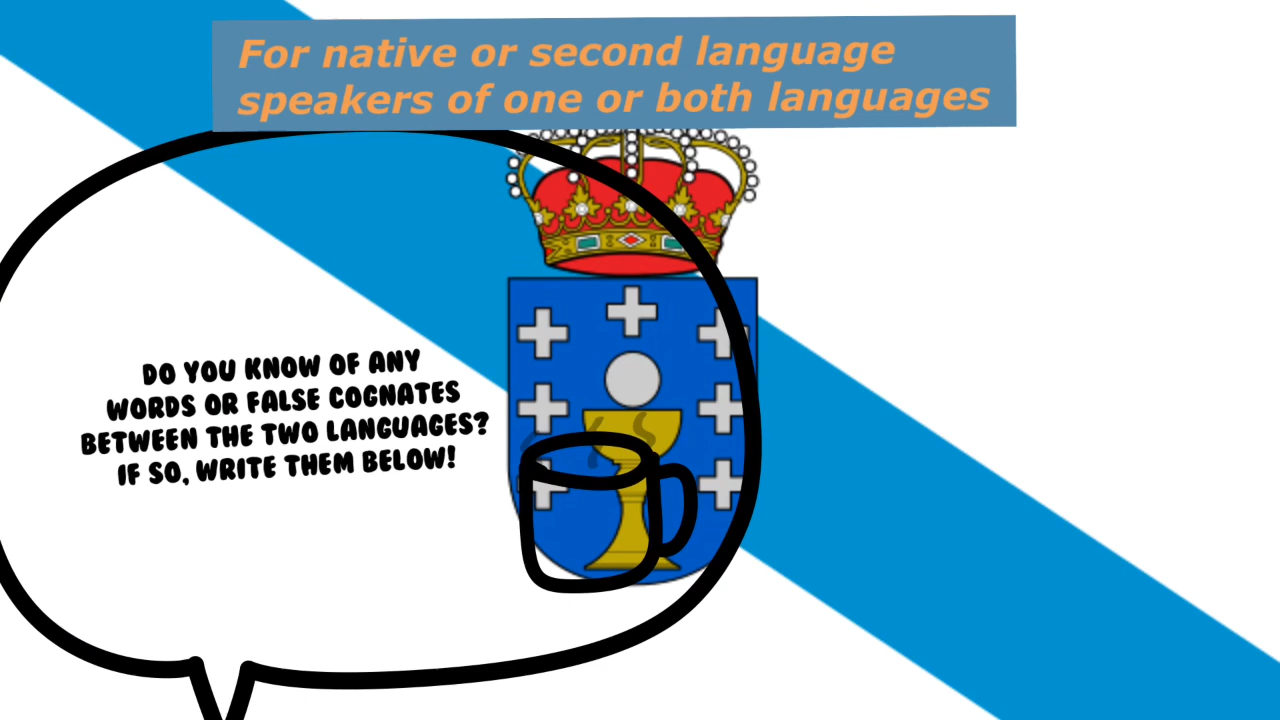 For native or second language
speakers of one or both languages
DO YOU KNOW OF ANY
WORDS OR FALSE COGNATES
BETWEEN THE TWO LANGUAGES?
IF SO, WRITE THEM BELOW!